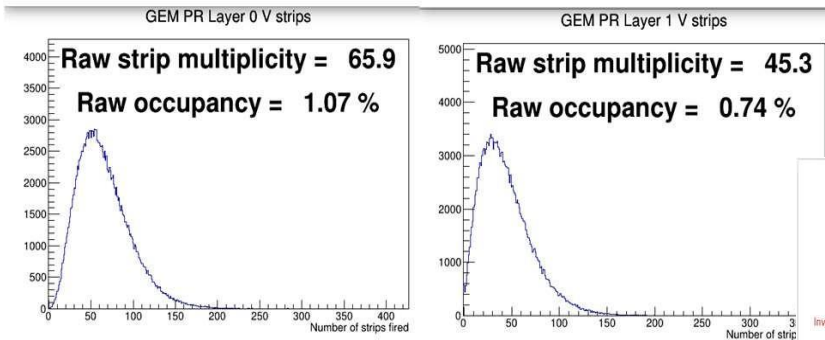 GEM PR Layer 0 V strips
Raw strip multiplicity = 65.9
Raw occupancy = 1.07 %
4000
3500
3000
2500
2000
1500
1000
500
0
0 50 100 150 200 250 300 350 400
Number of strips fired
GEM PR Layer 1 V strips
Raw strip multiplicity = 45.3
Raw occupancy = 0.74 %
5000
4000
3000
2000
1000
0
0 50 100 150 200 250 300 3
Number of strip
Inv